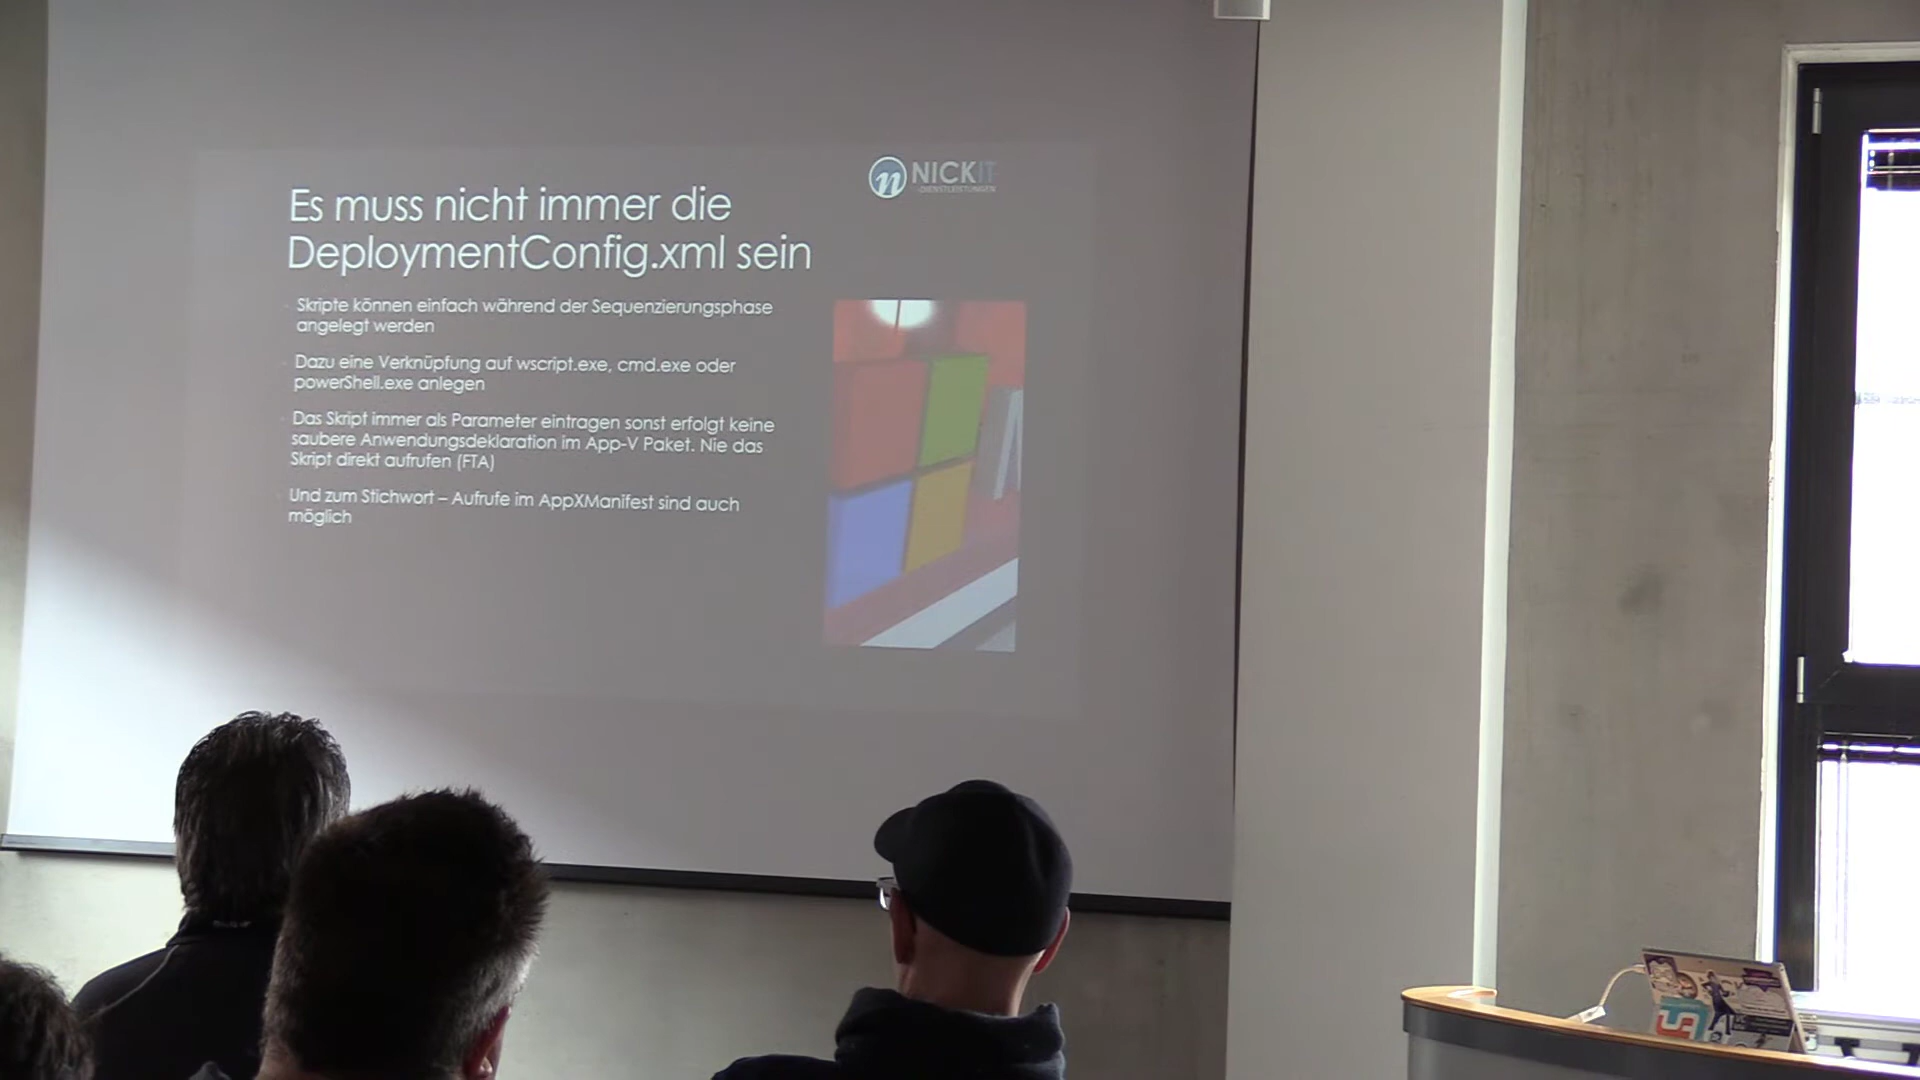 NICKIT
DIENSTLEISTUNGEN
Es muss nicht immer die
DeploymentConfig.xml sein
Skripte können einfach während der Sequenzierungsphase
angelegt werden
Dazu eine Verknüpfung auf wscript.exe, cmd.exe oder
powerShell.exe anlegen
Das Skript immer als Parameter eintragen sonst erfolgt keine
saubere Anwendungsdeklaration im App-V Paket. Nie das
Skript direkt aufrufen (FTA)
Und zum Stichwort – Aufrufe im AppXManifest sind auch
möglich